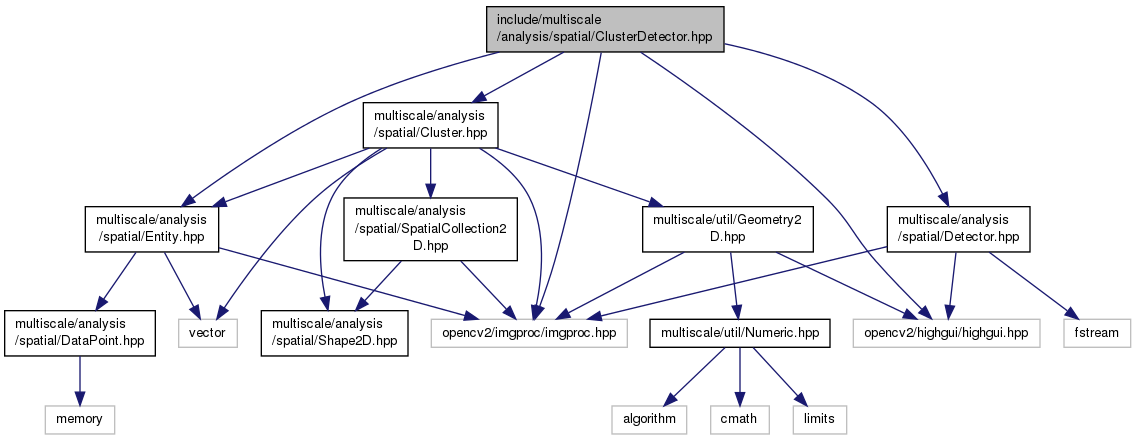 include/multiscale
/analysis/spatial/ClusterDetector.hpp
multiscale/analysis
/spatial/Cluster.hpp
multiscale/analysis
/spatial/Entity.hpp
multiscale/analysis
/spatial/SpatialCollection2
D.hpp
multiscale/util/Geometry2
D.hpp
multiscale/analysis
/spatial/Detector.hpp
multiscale/analysis
/spatial/DataPoint.hpp
vector
multiscale/analysis
/spatial/Shape2D.hpp
opencv2/imgproc/imgproc.hpp
multiscale/util/Numeric.hpp
opencv2/highgui/highgui.hpp
fstream
memory
algorithm
cmath
limits